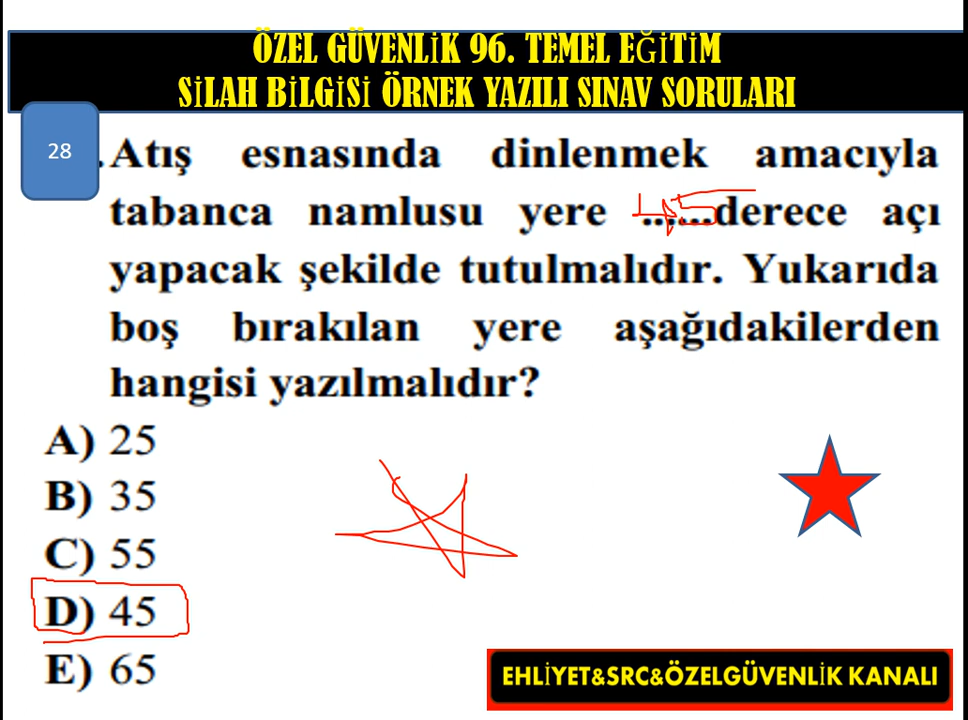 ÖZEL GÜVENLİK 96. TEMEL EĞİTİM
SİLAH BİLGİSİ ÖRNEK YAZILI SINAV SORULARI
28
.Atış esnasında dinlenmek amacıyla
tabanca namlusu yere 45 ......derece açı
yapacak şekilde tutulmalıdır. Yukarıda
boş bırakılan yere aşağıdakilerden
hangisi yazılmalıdır?
A) 25
B) 35
C) 55
D) 45
E) 65
EHLİYET&SRC&ÖZELGÜVENLİK KANALI